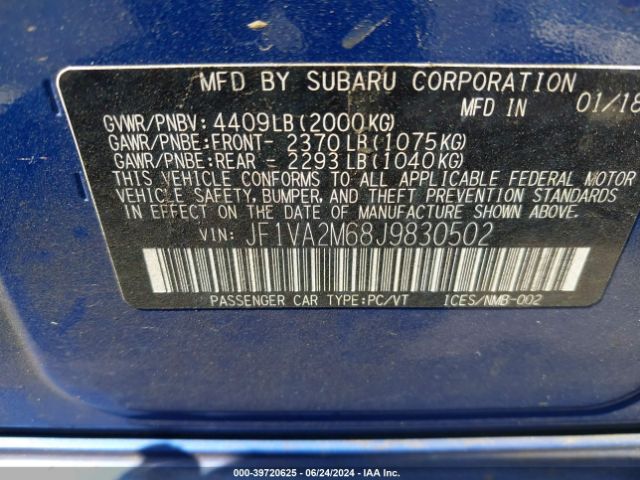 MFD BY SUBARU CORPORATION
MFD IN 01/18
GVWR/PNBV: 4409LB(2000KG)
GAWR/PNBE:FRONT- 2370 LB(1075KG)
GAWR/PNBE:REAR - 2293 LB(1040KG)
THIS VEHICLE CONFORMS TO ALL APPLICABLE FEDERAL MOTOR
VEHICLE SAFETY, BUMPER, AND THEFT PREVENTION STANDARDS
IN EFFECT ON THE DATE OF MANUFACTURE SHOWN ABOVE.
VIN: JF1VA2M68J9830502
PASSENGER CAR TYPE:PC/VT ICES/NMB-002
000-39720625 - 06/24/2024 - IAA Inc.